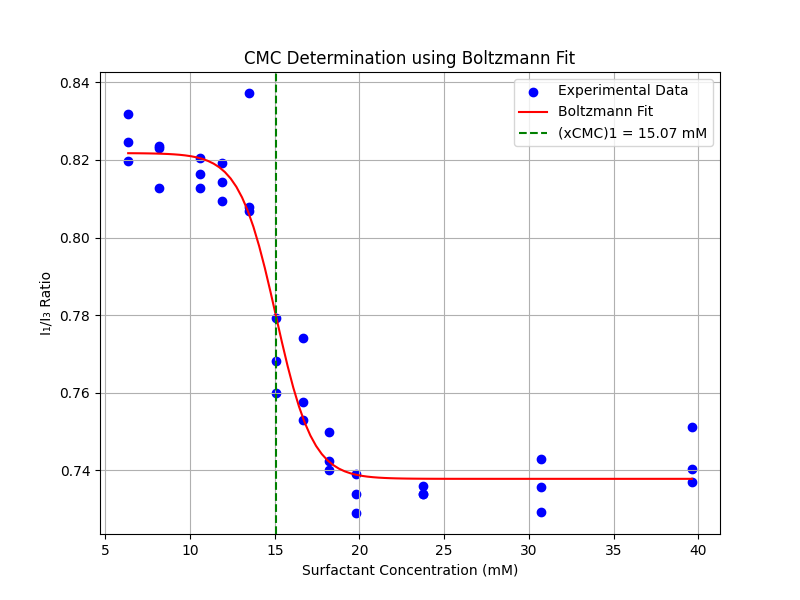 CMC Determination using Boltzmann Fit
Experimental Data
Boltzmann Fit
(xCMC)1 = 15.07 mM
0.84
0.82
0.80
0.78
0.76
0.74
I₁/I₃ Ratio
5 10 15 20 25 30 35 40
Surfactant Concentration (mM)